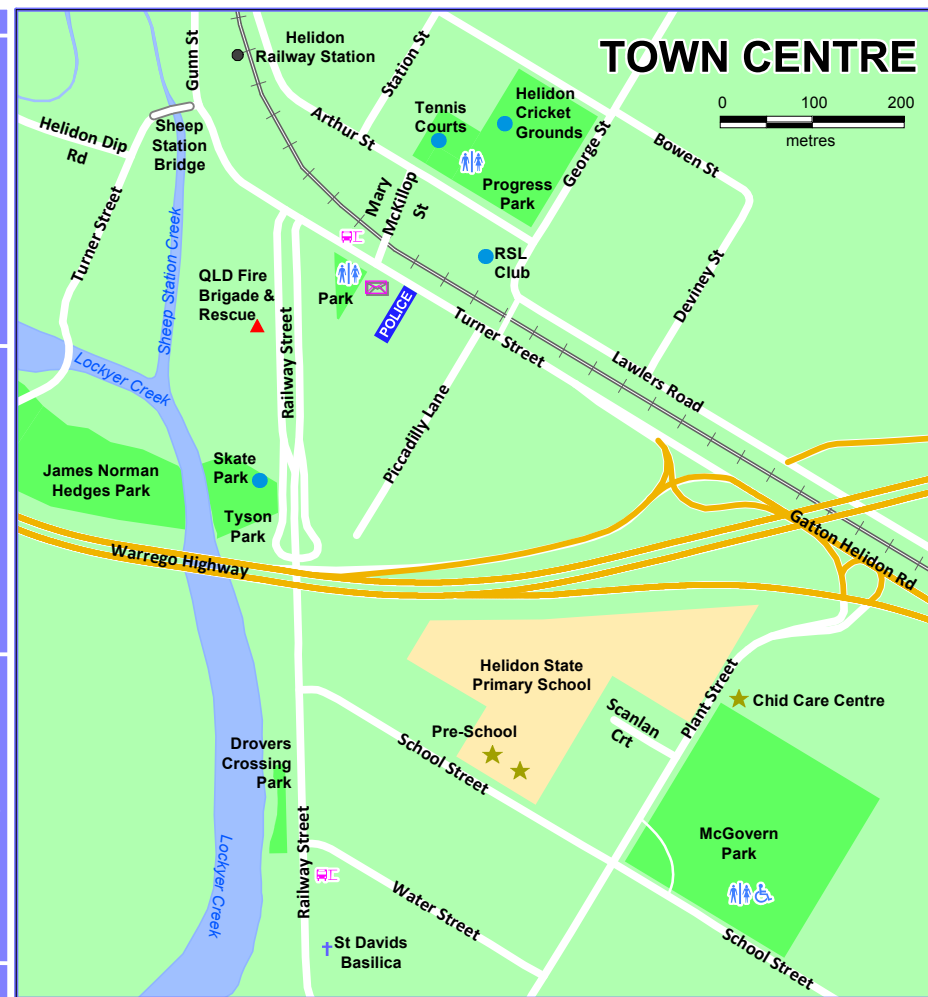 TOWN CENTRE
0 100 200
metres
Helidon
Railway Station
Gunn St
Station St
Arthur St
Tennis
Courts
Helidon
Cricket
Grounds
Progress
Park
George St
Bowen St
Helidon Dip
Rd
Sheep
Station
Bridge
Turner Street
Sheep Station Creek
Mary
McKillop
St
RSL
Club
Deviney St
QLD Fire
Brigade &
Rescue
Park
POLICE
Railway Street
Turner Street
Lawlers Road
Lockyer Creek
Piccadilly Lane
James Norman
Hedges Park
Skate
Park
Tyson
Park
Warrego Highway
Gatton Helidon Rd
Helidon State
Primary School
Plant Street
Chid Care Centre
Scanlan
Crt
Pre-School
School Street
Drovers
Crossing
Park
McGovern
Park
Railway Street
Lockyer Creek
Water Street
St Davids
Basilica
School Street